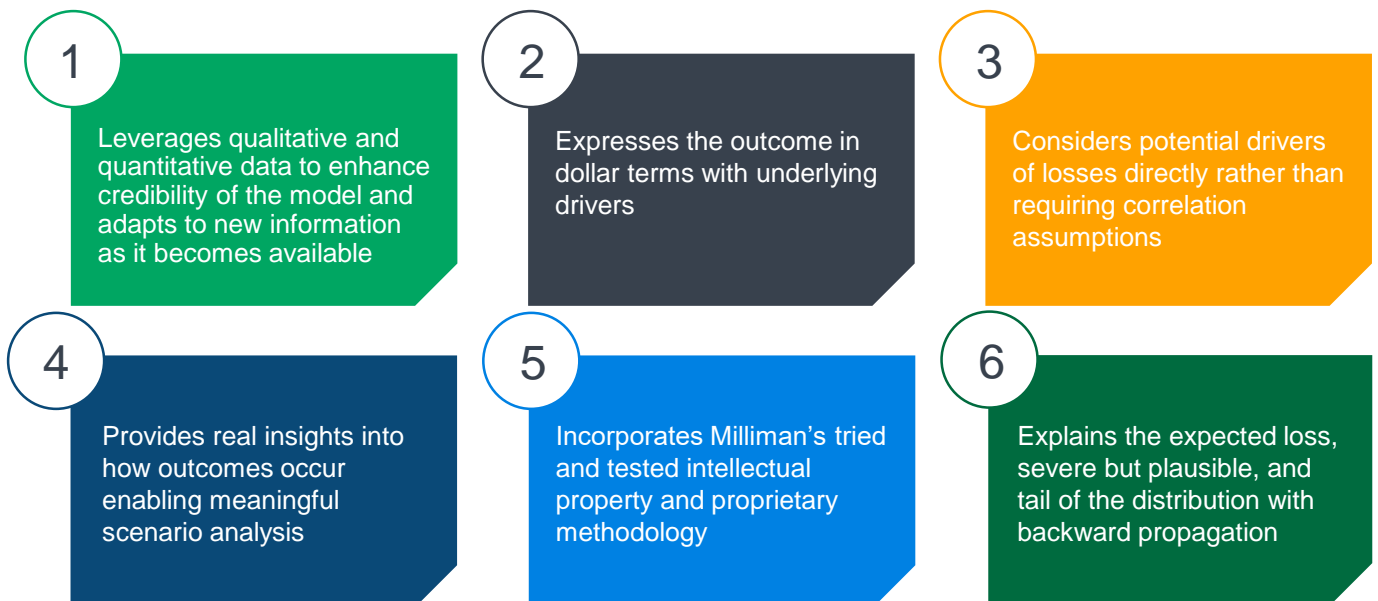 1
Leverages qualitative and
quantitative data to enhance
credibility of the model and
adapts to new information
as it becomes available
2
Expresses the outcome in
dollar terms with underlying
drivers
3
Considers potential drivers
of losses directly rather than
requiring correlation
assumptions
4
Provides real insights into
how outcomes occur
enabling meaningful
scenario analysis
5
Incorporates Milliman's tried
and tested intellectual
property and proprietary
methodology
6
Explains the expected loss,
severe but plausible, and
tail of the distribution with
backward propagation